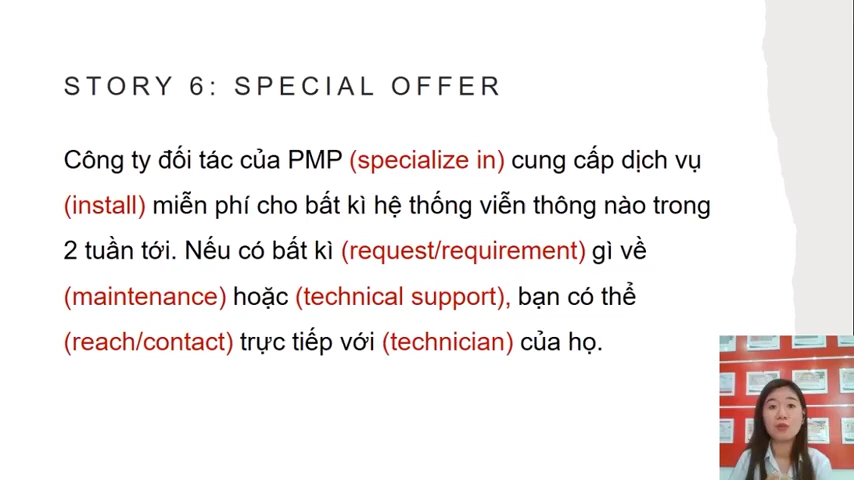 STORY 6: SPECIAL OFFER
Công ty đối tác của PMP (specialize in) cung cấp dịch vụ
(install) miễn phí cho bất kì hệ thống viễn thông nào trong
2 tuần tới. Nếu có bất kì (request/requirement) gì về
(maintenance) hoặc (technical support), bạn có thể
(reach/contact) trực tiếp với (technician) của họ.